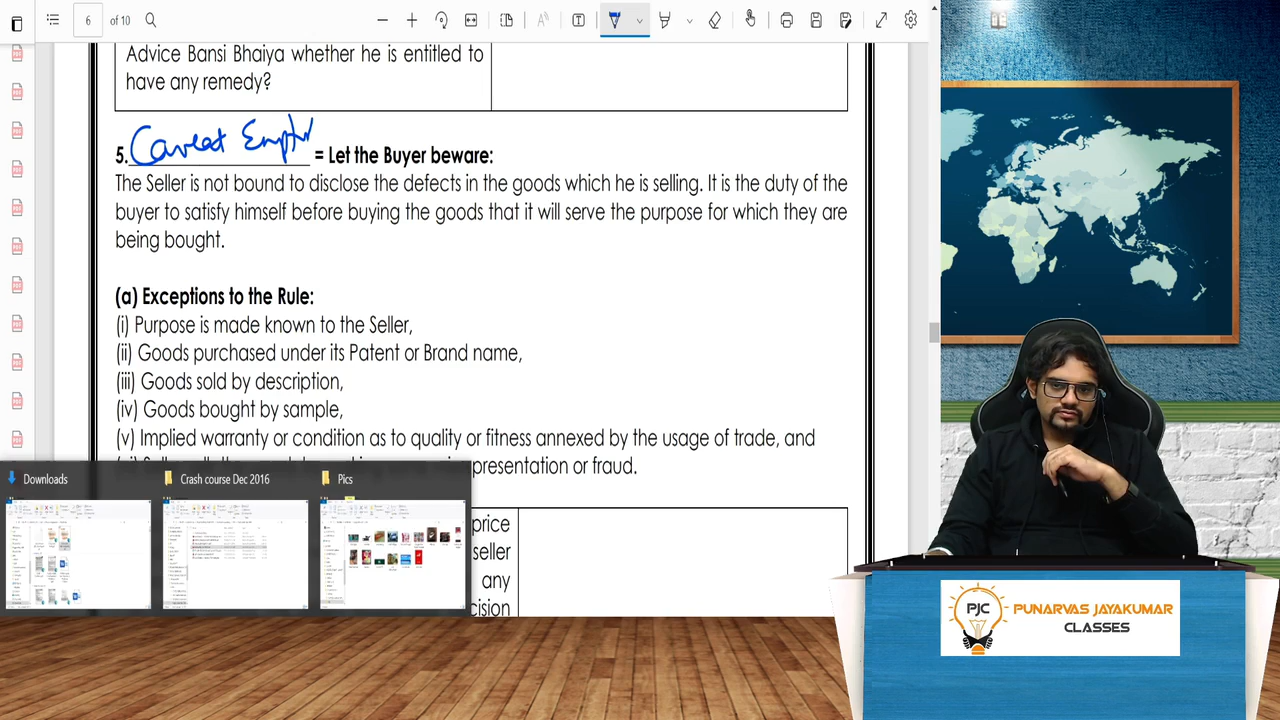 6 of 10
Advice Bansi Bhaiya whether he is entitled to
have any remedy?
5. Caveat Emptor = Let the Buyer beware:
The Seller is not bound to disclose the defects in the goods which he is selling. It is the duty of the
buyer to satisfy himself before buying the goods that it will serve the purpose for which they are
being bought.
(a) Exceptions to the Rule:
(i) Purpose is made known to the Seller,
(ii) Goods purchased under its Patent or Brand name,
(iii) Goods sold by description,
(iv) Goods bought by sample,
(v) Implied warranty or condition as to quality or fitness annexed by the usage of trade, and
presentation or fraud.
Downloads
Crash course Dec 2016
Pics
price
seller
any
cision
PJC PUNARVAS JAYAKUMAR
CLASSES